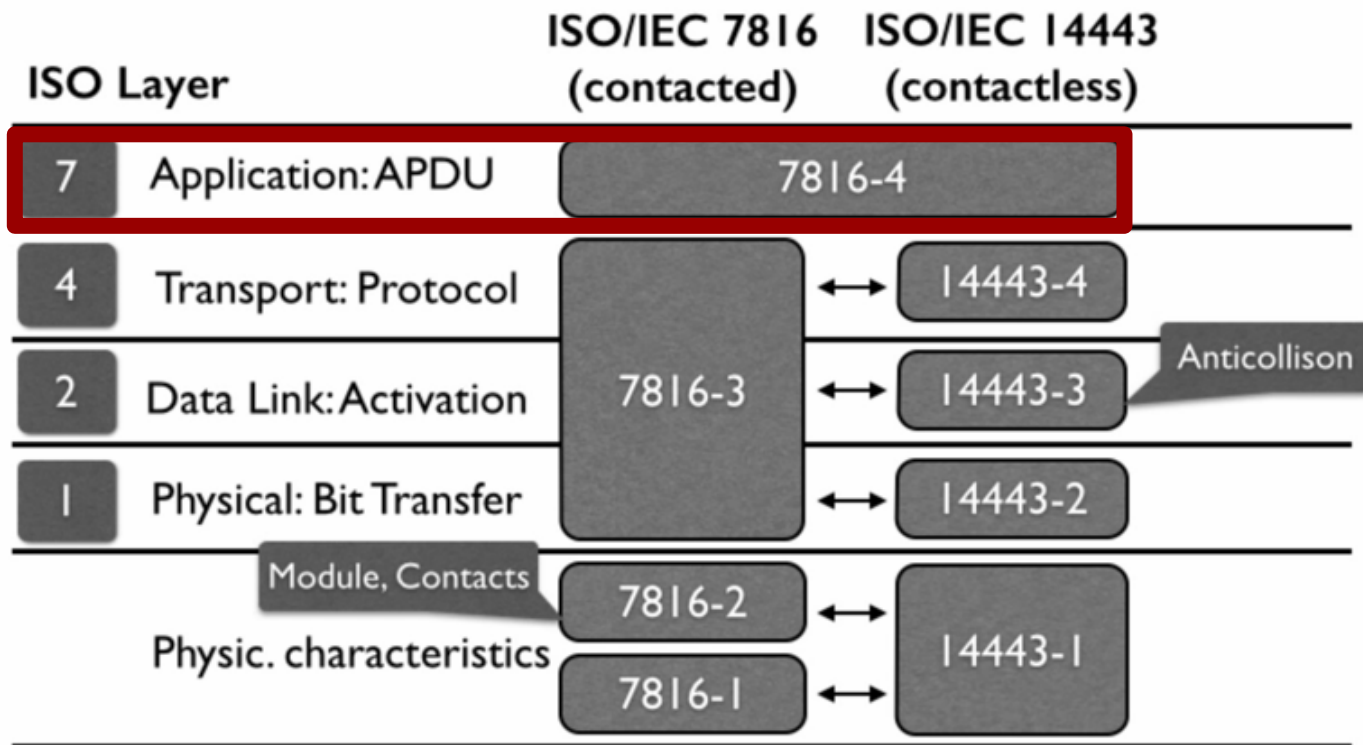 ISO/IEC 7816 ISO/IEC 14443
ISO Layer (contacted) (contactless)
7 Application: APDU 7816-4
4 Transport: Protocol 14443-4
Anticollison
2 Data Link: Activation 7816-3 14443-3
1 Physical: Bit Transfer 14443-2
Module, Contacts 7816-2
Physic. characteristics 14443-1
7816-1